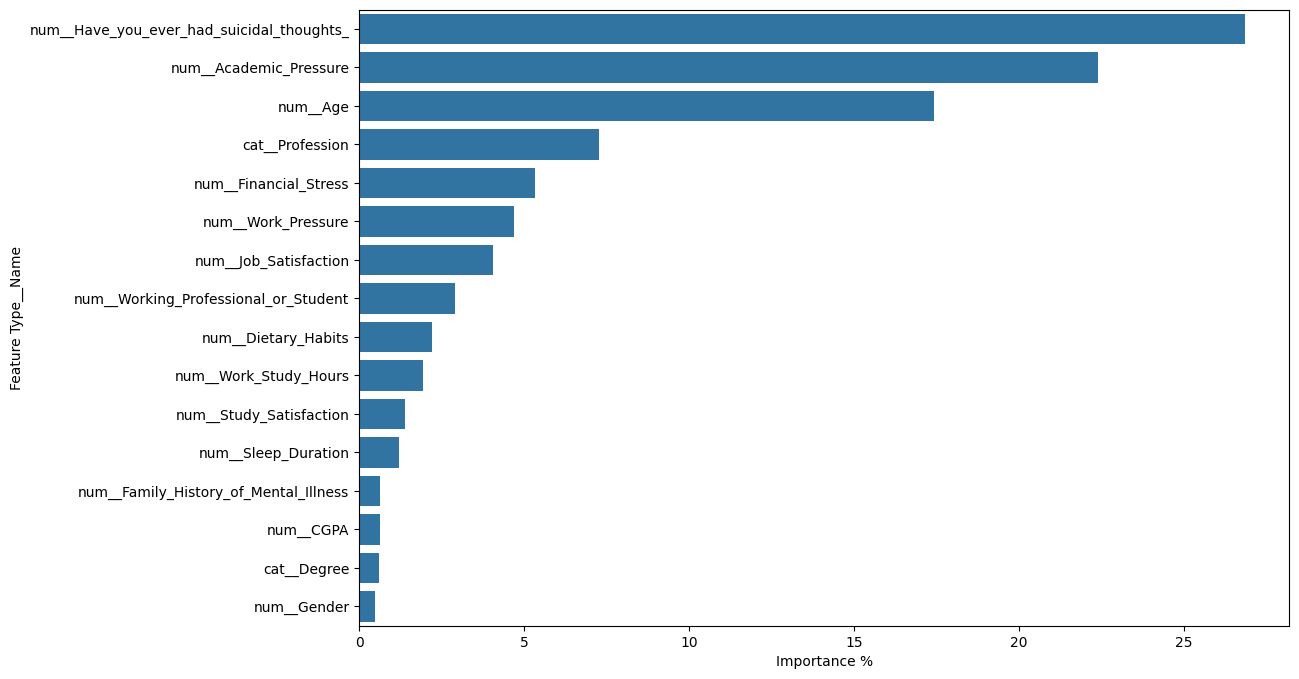 num__Have_you_ever_had_suicidal_thoughts_
num__Academic_Pressure
num__Age
cat__Profession
num__Financial_Stress
num__Work_Pressure
num__Job_Satisfaction
num__Working_Professional_or_Student
num__Dietary_Habits
num__Work_Study_Hours
num__Study_Satisfaction
num__Sleep_Duration
num__Family_History_of_Mental_Illness
num__CGPA
cat__Degree
num__Gender
Feature Type__Name
0 5 10 15 20 25
Importance %